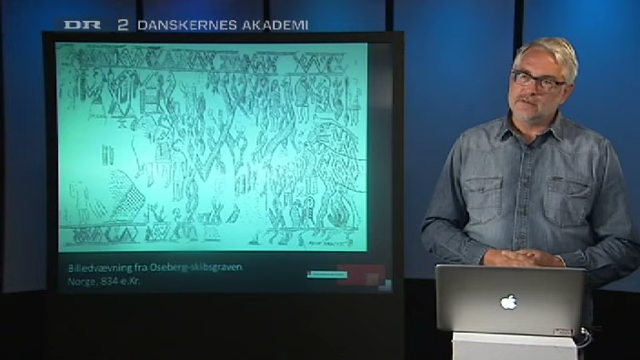 DR 2 DANSKERNES AKADEMI
Billedvævning fra Oseberg-skibsgraven
Norge, 834 e.Kr.